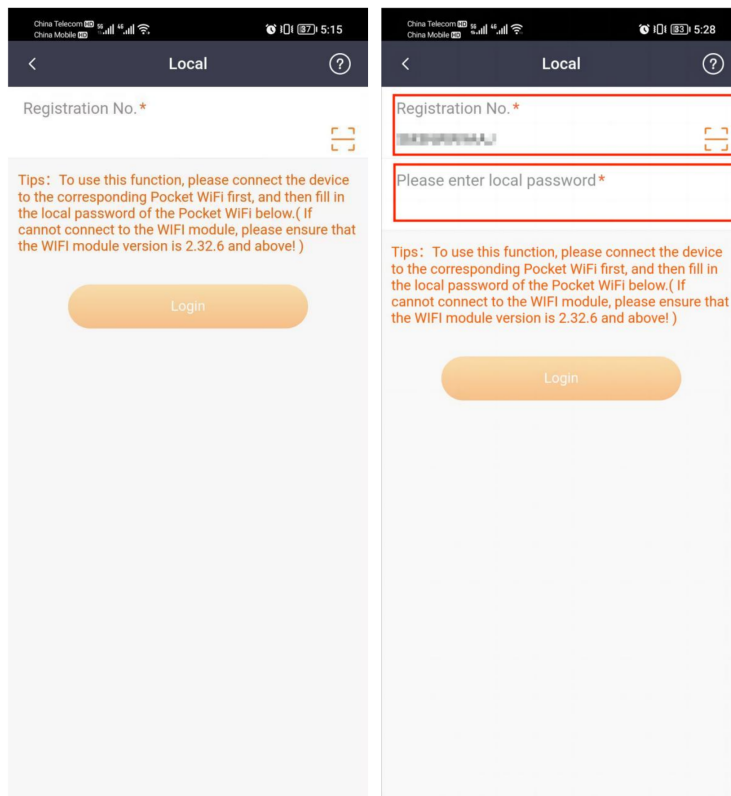 China Telecom HD 5G 4G
China Mobile HD
37 5:15
Local
Registration No.*
Tips: To use this function, please connect the device
to the corresponding Pocket WiFi first, and then fill in
the local password of the Pocket WiFi below.( If
cannot connect to the WIFI module, please ensure that
the WIFI module version is 2.32.6 and above! )
Login
China Telecom HD 5G 4G
China Mobile HD
33 5:28
Local
Registration No.*
Please enter local password*
Tips: To use this function, please connect the device
to the corresponding Pocket WiFi first, and then fill in
the local password of the Pocket WiFi below.( If
cannot connect to the WIFI module, please ensure that
the WIFI module version is 2.32.6 and above! )
Login